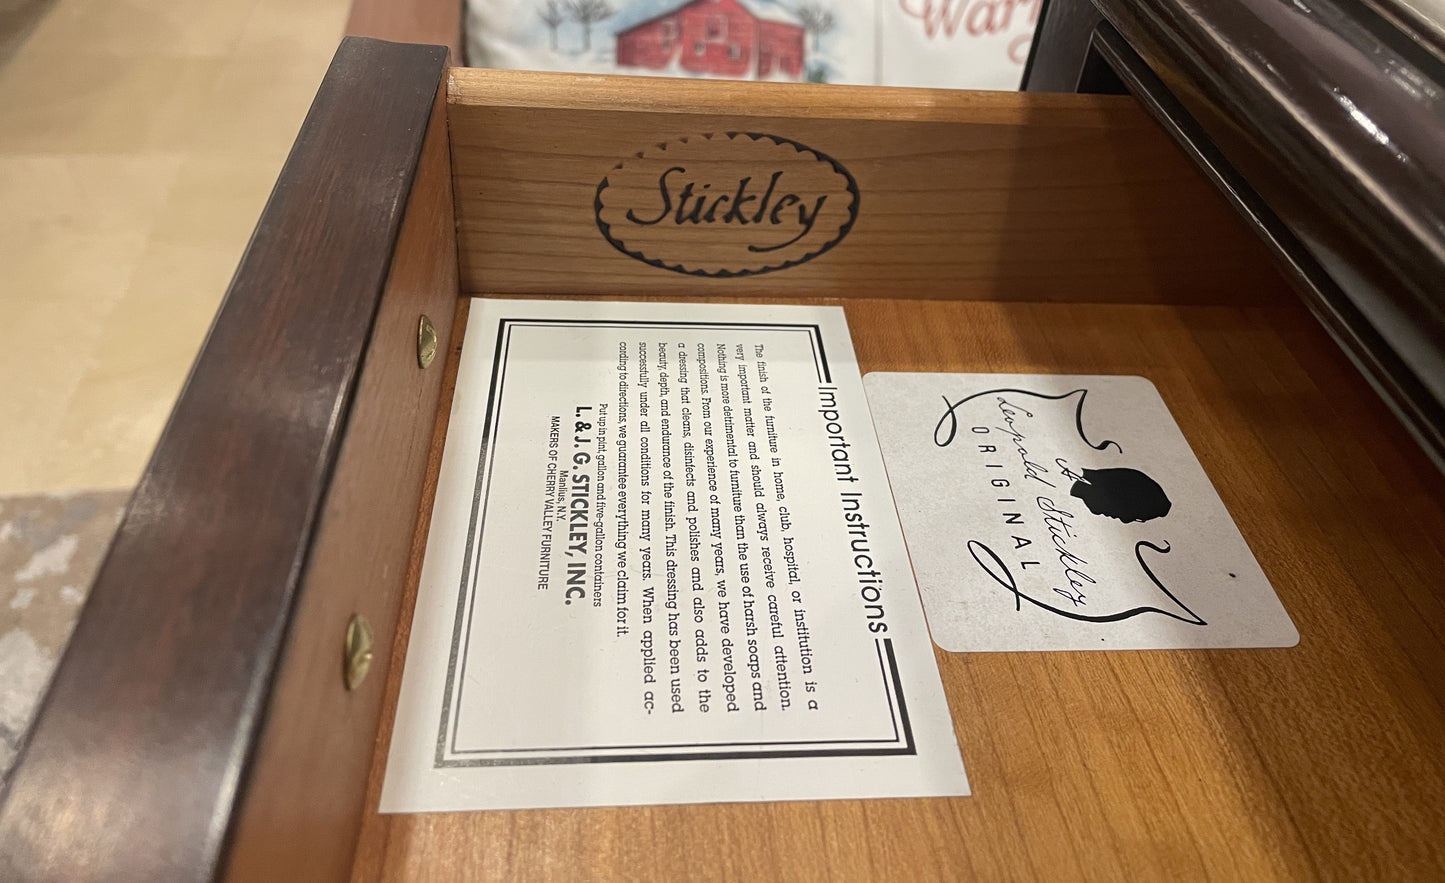 War
Stickley
Important Instructions
The finish of the furniture in home, club, hospital, or institution is a
very important matter and should always receive careful attention.
Nothing is more detrimental to furniture than the use of harsh soaps and
compositions. From our experience of many years, we have developed
a dressing that cleans, disinfects and polishes and also adds to the
beauty, depth, and endurance of the finish. This dressing has been used
successfully under all conditions for many years. When applied ac-
cording to directions, we guarantee everything we claim for it.
Put up in pint, gallon and five-gallon containers
L. & J. G. STICKLEY, INC.
Manlius, N.Y.
MAKERS OF CHERRY VALLEY FURNITURE
A
Leopold Stickley
ORIGINAL